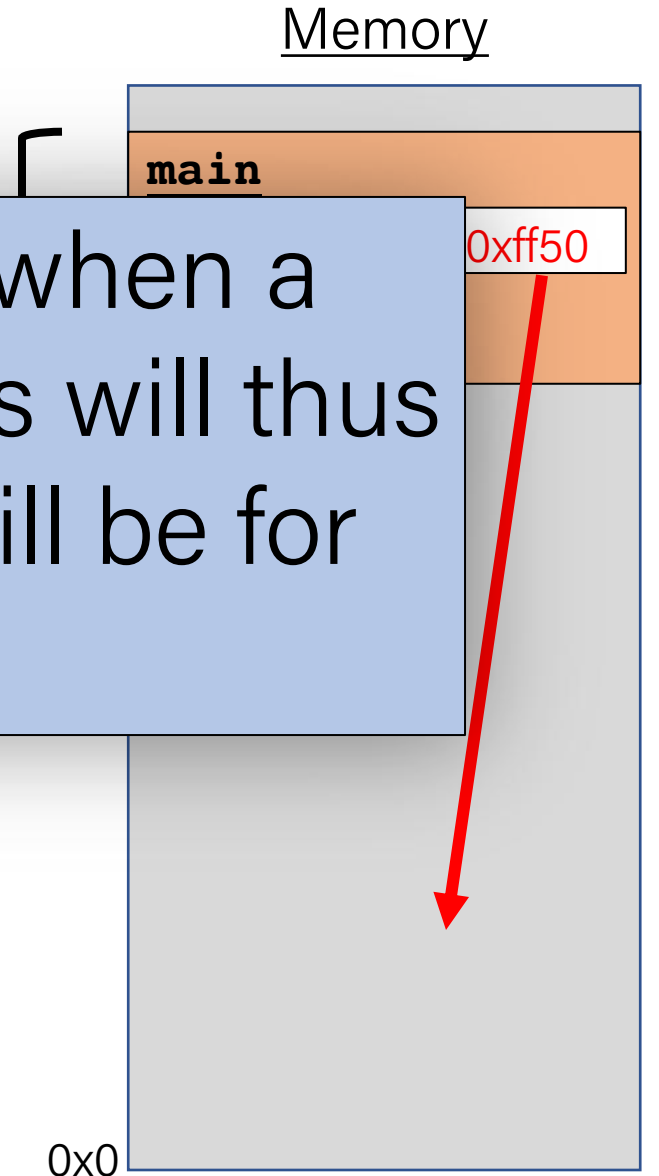 Memory
main
0xff50
when a
s will thus
ill be for
0x0